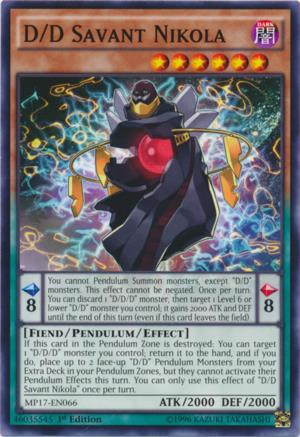 D/D Savant Nikola
DARK
闇
You cannot Pendulum Summon monsters, except "D/D"
monsters. This effect cannot be negated. Once per turn:
You can discard 1 "D/D/D" monster, then target 1 Level 6 or
lower "D/D" monster you control; it gains 2000 ATK and DEF
until the end of this turn (even if this card leaves the field).
8
8
[Fiend/Pendulum/Effect]
If this card in the Pendulum Zone is destroyed: You can target
1 "D/D/D" monster you control; return it to the hand, and if you
do, place up to 2 face-up "D/D" Pendulum Monsters from your
Extra Deck in your Pendulum Zones, but they cannot activate their
Pendulum Effects this turn. You can only use this effect of "D/D
Savant Nikola" once per turn.
MP17-EN066
ATK/2000 DEF/2000
46035545 1st Edition
©1996 KAZUKI TAKAHASHI